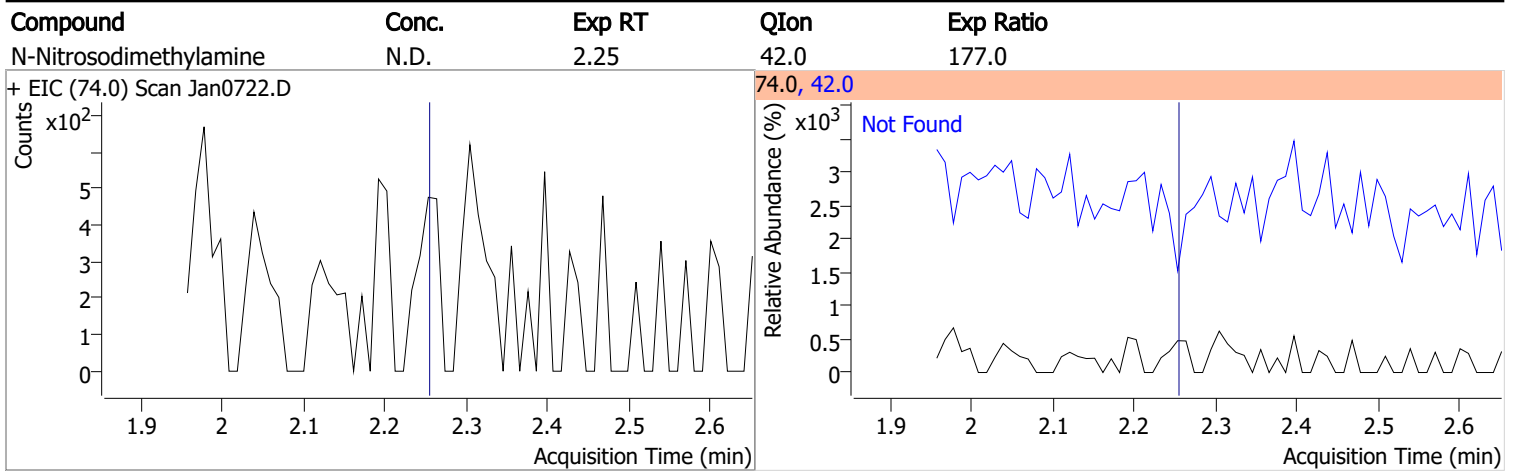 Compound Conc. Exp RT QIon Exp Ratio
N-Nitrosodimethylamine N.D. 2.25 42.0 177.0
+ EIC (74.0) Scan Jan0722.D
Counts
x10²
5
4
3
2
1
0
1.9 2 2.1 2.2 2.3 2.4 2.5 2.6
Acquisition Time (min)
74.0, 42.0
Relative Abundance (%)
x10³
Not Found
3
2.5
2
1.5
1
0.5
0
1.9 2 2.1 2.2 2.3 2.4 2.5 2.6
Acquisition Time (min)